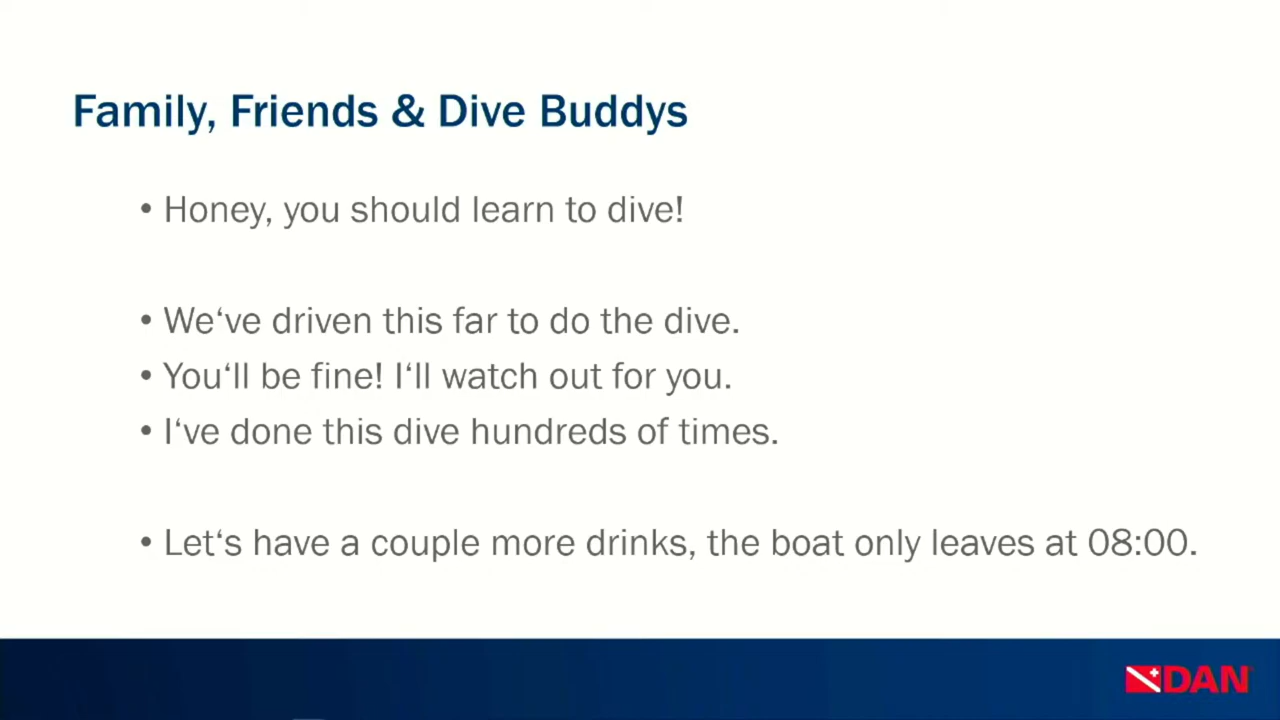 Family, Friends & Dive Buddys
• Honey, you should learn to dive!
• We‘ve driven this far to do the dive.
• You‘ll be fine! I‘ll watch out for you.
• I‘ve done this dive hundreds of times.
• Let‘s have a couple more drinks, the boat only leaves at 08:00.
DAN